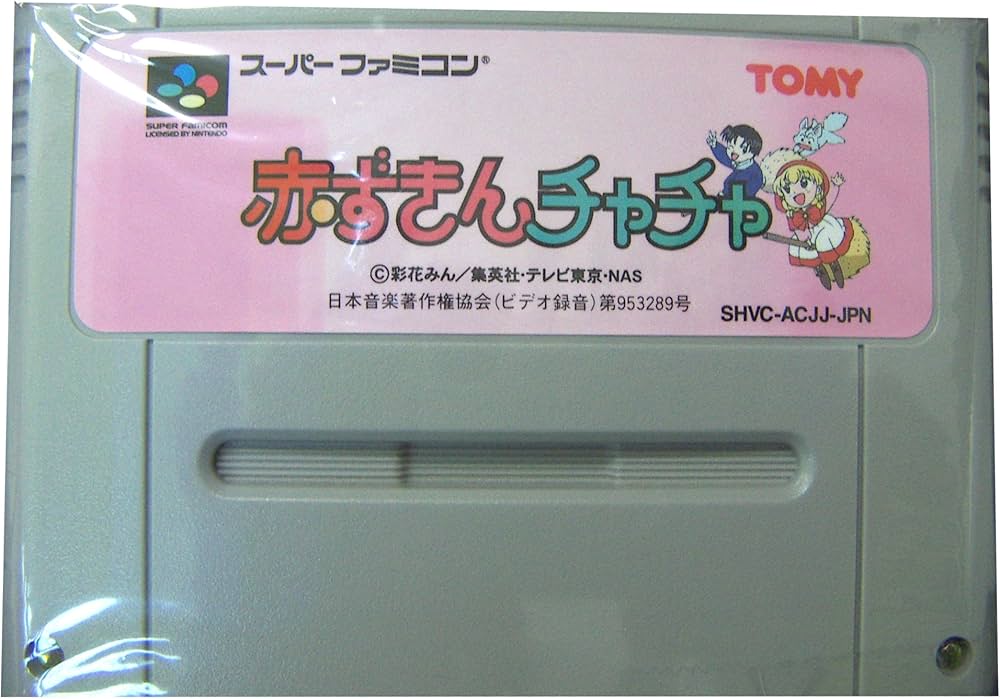 スーパーファミコン®
TOMY
SUPER FAMICOM
LICENSED BY NINTENDO
赤ずきんチャチャ
©彩花みん/集英社・テレビ東京・NAS
日本音楽著作権協会(ビデオ録音)第953289号
SHVC-ACJJ-JPN